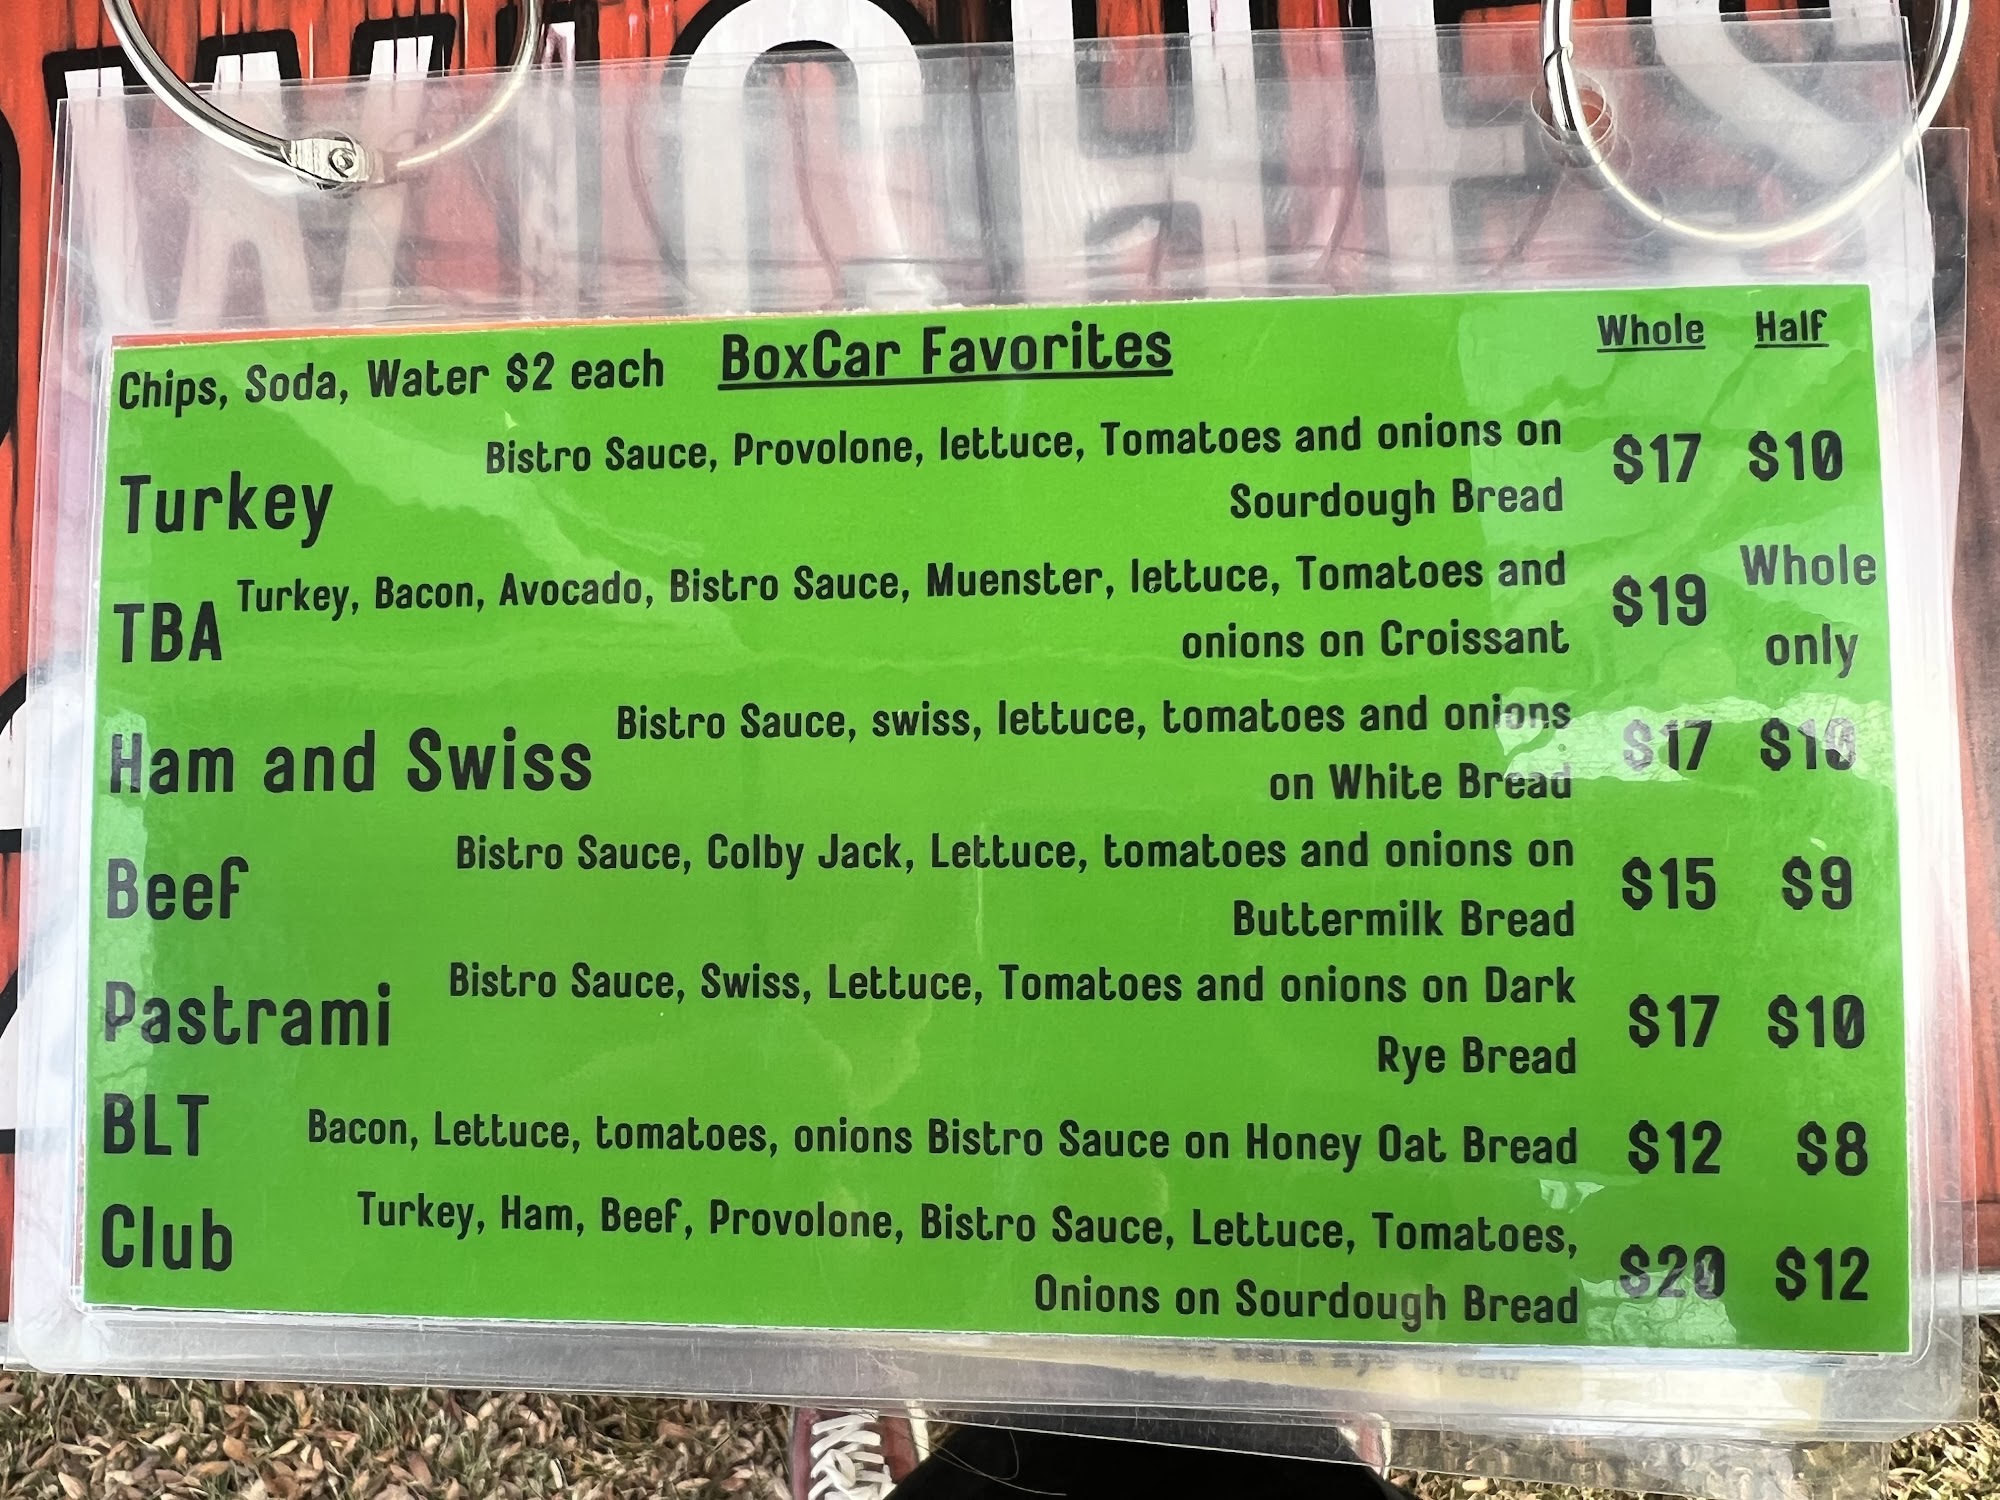 WICHES
Chips, Soda, Water $2 each BoxCar Favorites Whole Half
Bistro Sauce, Provolone, lettuce, Tomatoes and onions on
Turkey Sourdough Bread $17 $10
TBA Turkey, Bacon, Avocado, Bistro Sauce, Muenster, lettuce, Tomatoes and $19 Whole
onions on Croissant only
Ham and Swiss Bistro Sauce, swiss, lettuce, tomatoes and onions $17 $10
on White Bread
Beef Bistro Sauce, Colby Jack, Lettuce, tomatoes and onions on $15 $9
Buttermilk Bread
Pastrami Bistro Sauce, Swiss, Lettuce, Tomatoes and onions on Dark $17 $10
Rye Bread
BLT Bacon, Lettuce, tomatoes, onions Bistro Sauce on Honey Oat Bread $12 $8
Club Turkey, Ham, Beef, Provolone, Bistro Sauce, Lettuce, Tomatoes, $20 $12
Onions on Sourdough Bread